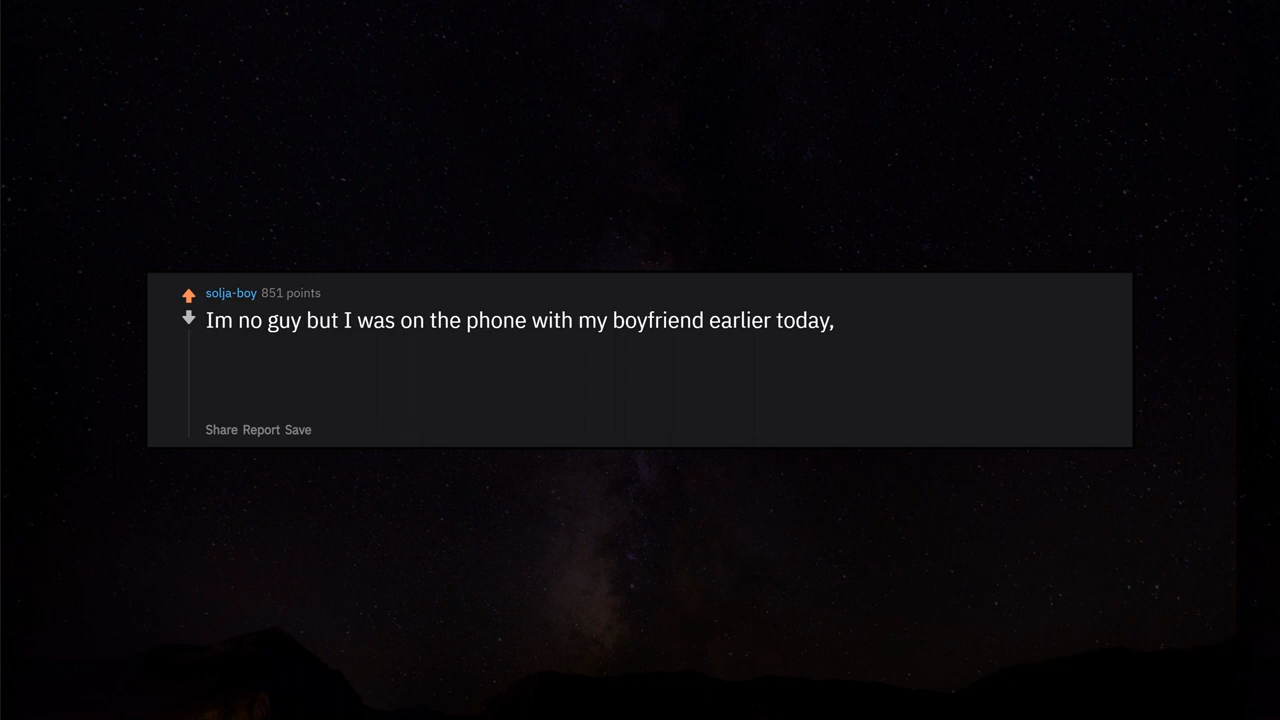 solja-boy 851 points
Im no guy but I was on the phone with my boyfriend earlier today,
Share Report Save